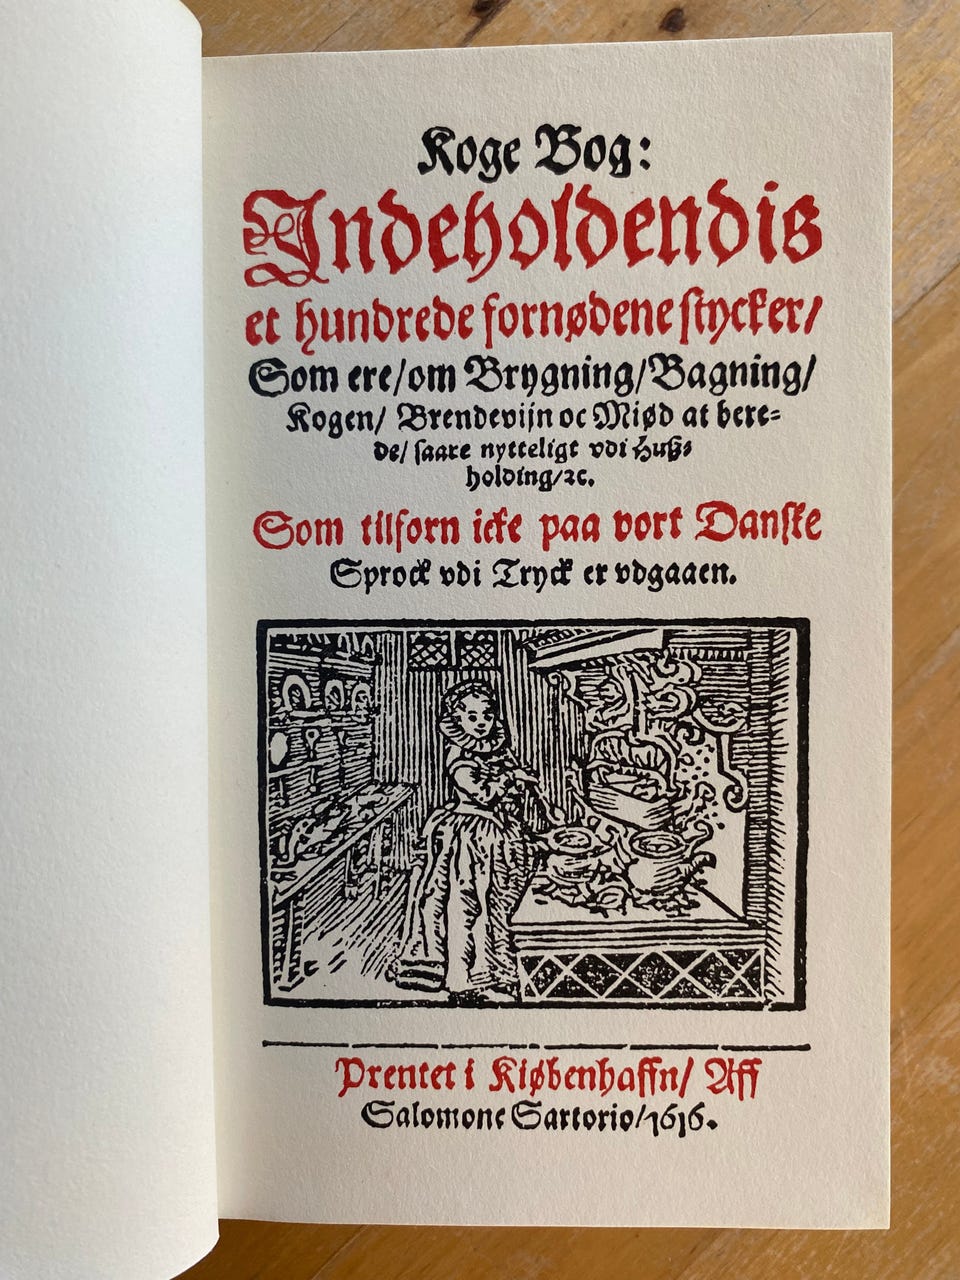 Koge Bog:
Indeholdendis
et hundrede fornødene stycker/
Som ere/om Brygning/Bagning/
Kogen/ Brendevijn oc Miød at bere=
de/ saare nytteligt vdi Huß=
holding/ꝛc.
Som tilforn icke paa vort Danske
Sprock vdi Tryck er vdgaaen.
Prentet i Kiøbenhaffn/ Aff
Salomone Sartorio/1616.